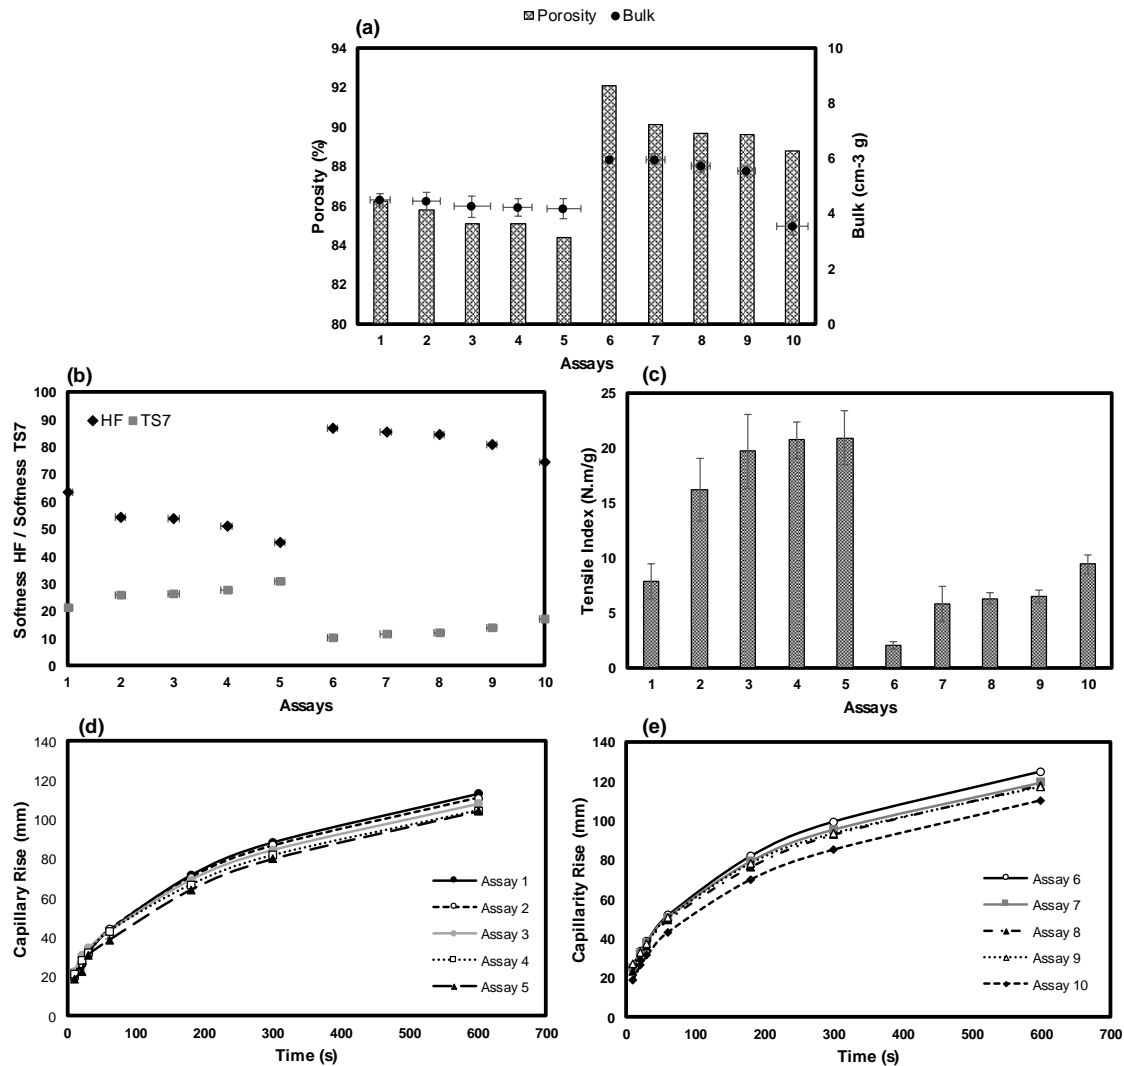 Porosity Bulk
(a)
94
92
90
88
86
84
82
80
Porosity (%)
10
8
6
4
2
0
Bulk (cm-3 g)
1 2 3 4 5 6 7 8 9 10
Assays
(b)
100
90
80
70
60
50
40
30
20
10
0
Softness HF / Softness TS7
HF TS7
1 2 3 4 5 6 7 8 9 10
Assays
(c)
25
20
15
10
5
0
Tensile Index (N.m/g)
1 2 3 4 5 6 7 8 9 10
Assays
(d)
140
120
100
80
60
40
20
0
Capillary Rise (mm)
Assay 1
Assay 2
Assay 3
Assay 4
Assay 5
0 100 200 300 400 500 600 700
Time (s)
(e)
140
120
100
80
60
40
20
0
Capillarity Rise (mm)
Assay 6
Assay 7
Assay 8
Assay 9
Assay 10
0 100 200 300 400 500 600 700
Time (s)